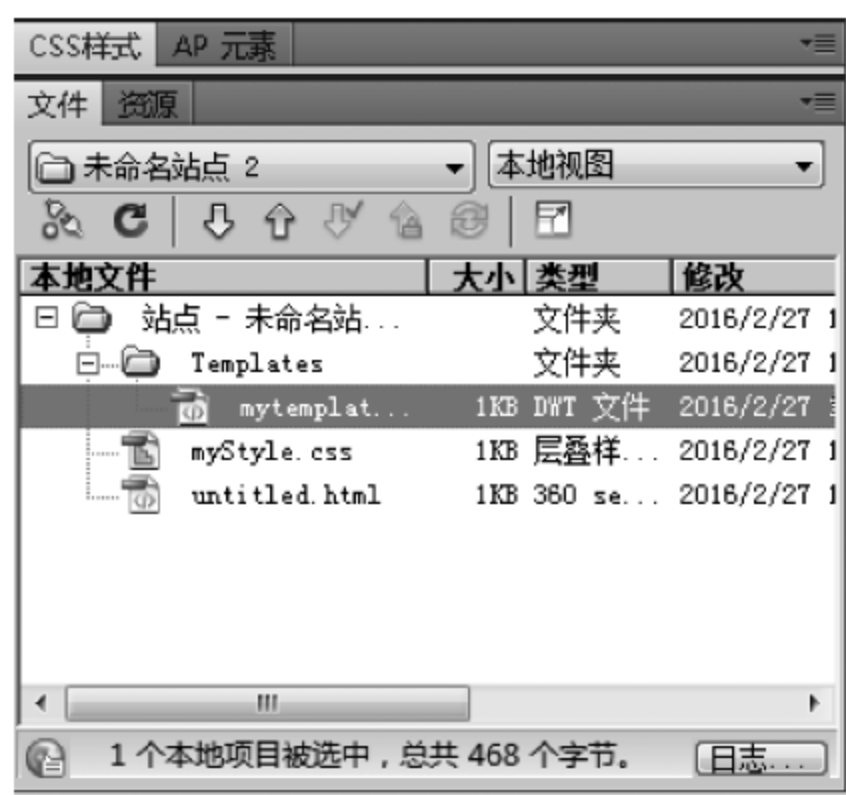 CSS样式 AP 元素
文件 资源
未命名站点 2 本地视图
本地文件 大小 类型 修改
站点 - 未命名站... 文件夹 2016/2/27 1
Templates 文件夹 2016/2/27 1
mytemplat... 1KB DWT 文件 2016/2/27
myStyle.css 1KB 层叠样... 2016/2/27 1
untitled.html 1KB 360 se... 2016/2/27 1
1 个本地项目被选中，总共 468 个字节。 日志...